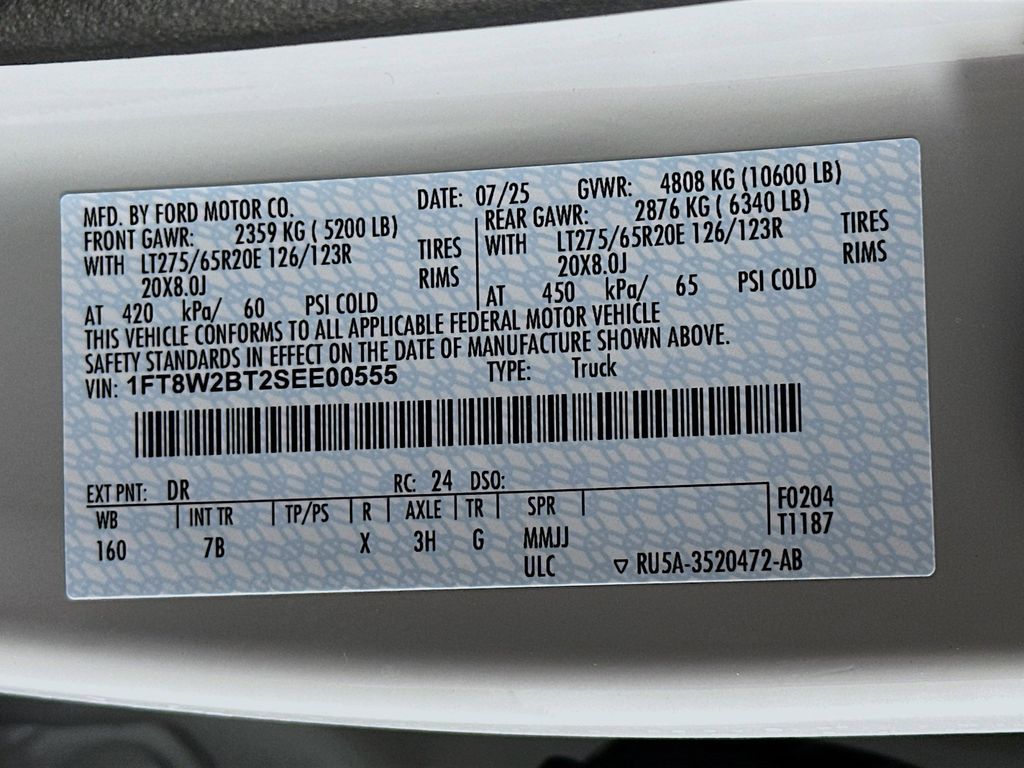 MFD. BY FORD MOTOR CO. DATE: 07/25 GVWR: 4808 KG (10600 LB)
FRONT GAWR: 2359 KG ( 5200 LB) REAR GAWR: 2876 KG ( 6340 LB)
WITH LT275/65R20E 126/123R TIRES WITH LT275/65R20E 126/123R TIRES
20X8.0J RIMS 20X8.0J RIMS
AT 420 kPa/ 60 PSI COLD AT 450 kPa/ 65 PSI COLD
THIS VEHICLE CONFORMS TO ALL APPLICABLE FEDERAL MOTOR VEHICLE
SAFETY STANDARDS IN EFFECT ON THE DATE OF MANUFACTURE SHOWN ABOVE.
VIN: 1FT8W2BT2SEE00555 TYPE: Truck
EXT PNT: DR RC: 24 DSO:
WB INT TR TP/PS R AXLE TR SPR F0204
160 7B X 3H G MMJJ T1187
ULC ▽ RU5A-3520472-AB